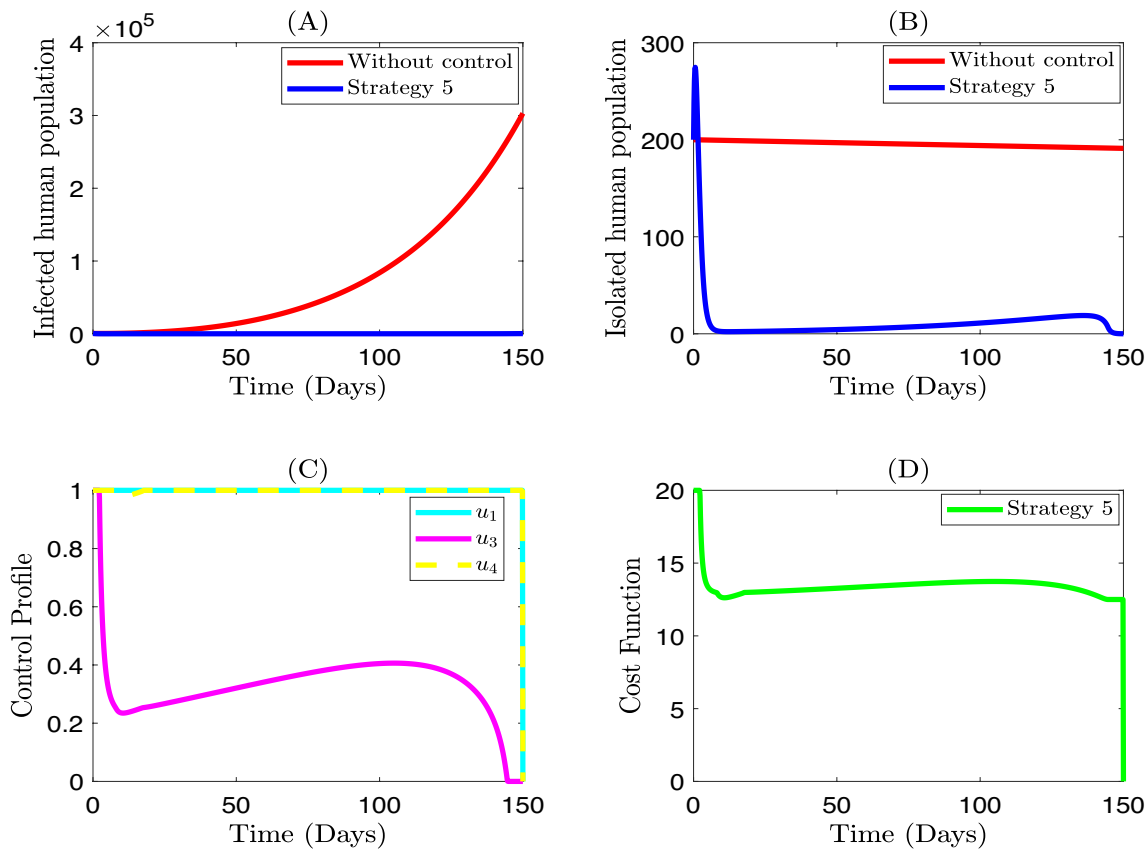 (A)
×10^5
4
3
2
1
0
0 50 100 150
Infected human population
Time (Days)
Without control
Strategy 5
(B)
300
200
100
0
0 50 100 150
Isolated human population
Time (Days)
Without control
Strategy 5
(C)
1
0.8
0.6
0.4
0.2
0
0 50 100 150
Control Profile
Time (Days)
u_1
u_3
u_4
(D)
20
15
10
5
0
0 50 100 150
Cost Function
Time (Days)
Strategy 5